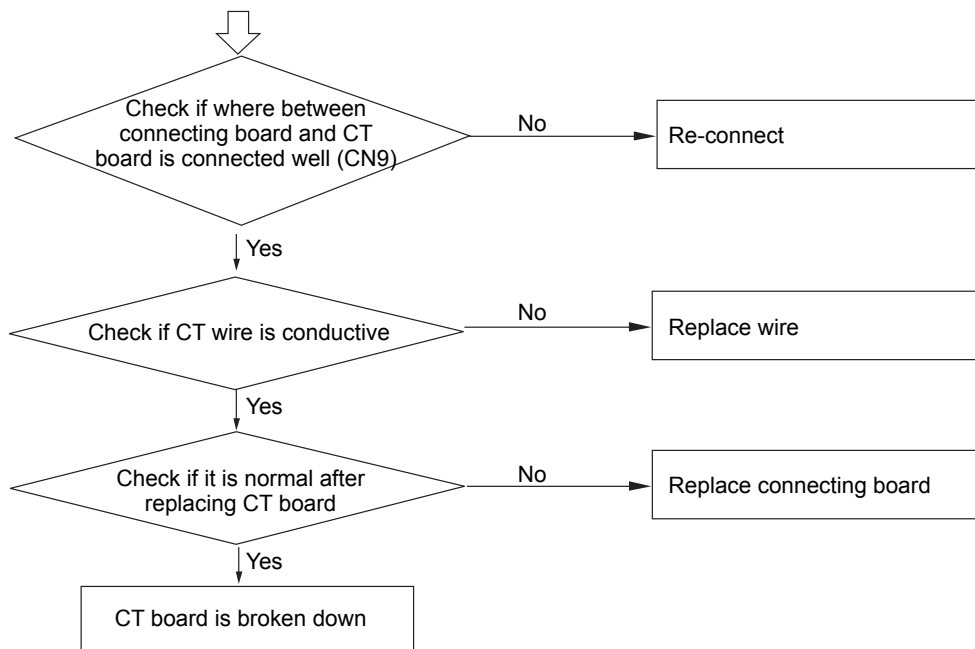 Check if where between
connecting board and CT
board is connected well (CN9)
No
Re-connect
Yes
Check if CT wire is conductive
No
Replace wire
Yes
Check if it is normal after
replacing CT board
No
Replace connecting board
Yes
CT board is broken down